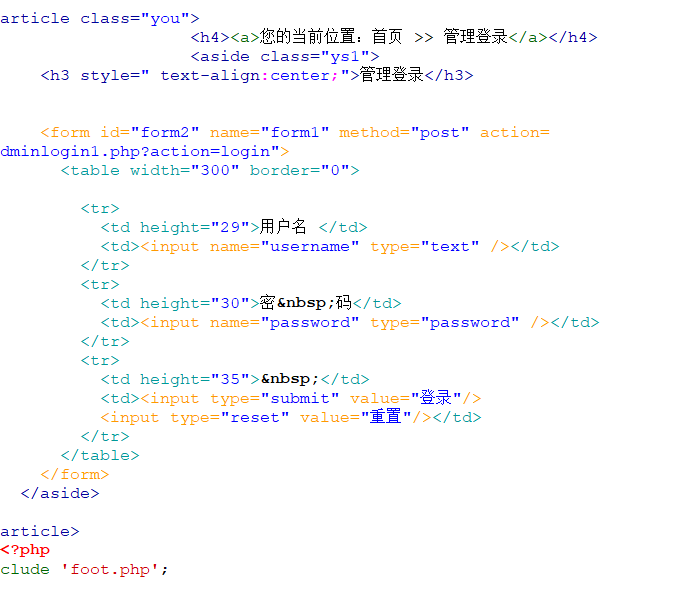 article class="you">
<h4><a>您的当前位置：首页 >> 管理登录</a></h4>
<aside class="ys1">
<h3 style=" text-align:center;">管理登录</h3>
<form id="form2" name="form1" method="post" action=
dminlogin1.php?action=login">
<table width="300" border="0">
<tr>
<td height="29">用户名 </td>
<td><input name="username" type="text" /></td>
</tr>
<tr>
<td height="30">密&nbsp;码</td>
<td><input name="password" type="password" /></td>
</tr>
<tr>
<td height="35">&nbsp;</td>
<td><input type="submit" value="登录"/>
<input type="reset" value="重置"/></td>
</tr>
</table>
</form>
</aside>
article>
<?php
clude 'foot.php';